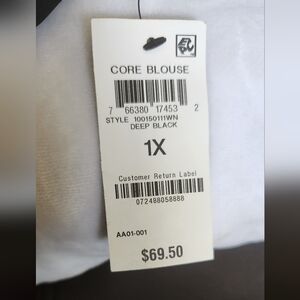 CORE BLOUSE
7 66380 17453 2
STYLE 100150111WN
DEEP BLACK
1X
Customer Return Label
072488058888
AA01-001
$69.50